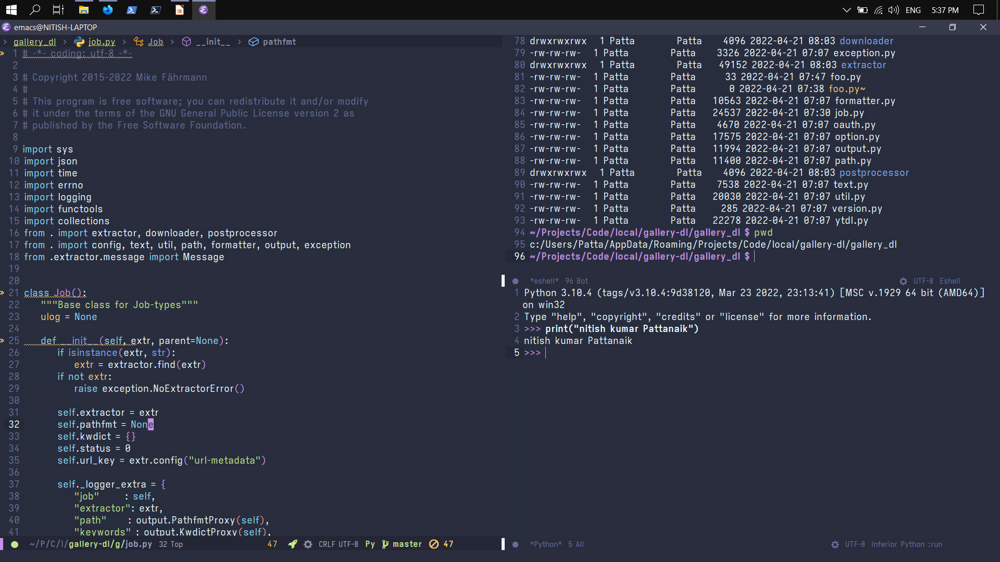 ENG 5:37 PM
emacs@NITISH-LAPTOP
gallery_dl > job.py > Job > __init__ > pathfmt
1 # -*- coding: utf-8 -*-
2
3 # Copyright 2015-2022 Mike Fährmann
4 #
5 # This program is free software; you can redistribute it and/or modify
6 # it under the terms of the GNU General Public License version 2 as
7 # published by the Free Software Foundation.
8
9 import sys
10 import json
11 import time
12 import errno
13 import logging
14 import functools
15 import collections
16 from . import extractor, downloader, postprocessor
17 from . import config, text, util, path, formatter, output, exception
18 from .extractor.message import Message
19
20
21 class Job():
22 """Base class for Job-types"""
23 ulog = None
24
25 def __init__(self, extr, parent=None):
26 if isinstance(extr, str):
27 extr = extractor.find(extr)
28 if not extr:
29 raise exception.NoExtractorError()
30
31 self.extractor = extr
32 self.pathfmt = None
33 self.kwdict = {}
34 self.status = 0
35 self.url_key = extr.config("url-metadata")
36
37 self._logger_extra = {
38 "job" : self,
39 "extractor": extr,
40 "path" : output.PathfmtProxy(self),
41 "keywords" : output.KwdictProxy(self),
~/P/C/l/gallery-dl/g/job.py 32 Top 47 CRLF UTF-8 Py master 47
78 drwxrwxrwx 1 Patta Patta 4096 2022-04-21 08:03 downloader
79 -rw-rw-rw- 1 Patta Patta 3326 2022-04-21 07:07 exception.py
80 drwxrwxrwx 1 Patta Patta 49152 2022-04-21 08:03 extractor
81 -rw-rw-rw- 1 Patta Patta 33 2022-04-21 07:47 foo.py
82 -rw-rw-rw- 1 Patta Patta 0 2022-04-21 07:38 foo.py~
83 -rw-rw-rw- 1 Patta Patta 10563 2022-04-21 07:07 formatter.py
84 -rw-rw-rw- 1 Patta Patta 24537 2022-04-21 07:30 job.py
85 -rw-rw-rw- 1 Patta Patta 4670 2022-04-21 07:07 oauth.py
86 -rw-rw-rw- 1 Patta Patta 17575 2022-04-21 07:07 option.py
87 -rw-rw-rw- 1 Patta Patta 11994 2022-04-21 07:07 output.py
88 -rw-rw-rw- 1 Patta Patta 11400 2022-04-21 07:07 path.py
89 drwxrwxrwx 1 Patta Patta 4096 2022-04-21 08:03 postprocessor
90 -rw-rw-rw- 1 Patta Patta 7538 2022-04-21 07:07 text.py
91 -rw-rw-rw- 1 Patta Patta 20030 2022-04-21 07:07 util.py
92 -rw-rw-rw- 1 Patta Patta 285 2022-04-21 07:07 version.py
93 -rw-rw-rw- 1 Patta Patta 22278 2022-04-21 07:07 ytdl.py
94 ~/Projects/Code/local/gallery-dl/gallery_dl $ pwd
95 c:/Users/Patta/AppData/Roaming/Projects/Code/local/gallery-dl/gallery_dl
96 ~/Projects/Code/local/gallery-dl/gallery_dl $
*eshell* 96 Bot UTF-8 Eshell
1 Python 3.10.4 (tags/v3.10.4:9d38120, Mar 23 2022, 23:13:41) [MSC v.1929 64 bit (AMD64)]
on win32
2 Type "help", "copyright", "credits" or "license" for more information.
3 >>> print("nitish kumar Pattanaik")
4 nitish kumar Pattanaik
5 >>>
*Python* 5 All UTF-8 Inferior Python :run